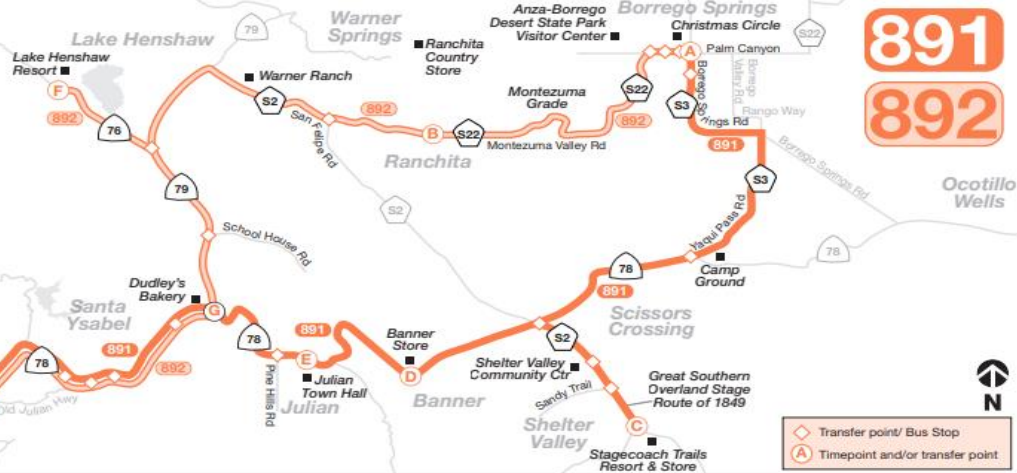 Warner
Springs
Anza-Borrego
Desert State Park
Visitor Center
Borrego Springs
Christmas Circle
S22
891
892
Lake Henshaw
79
Lake Henshaw
Resort
Ranchita
Country
Store
Palm Canyon
A
F
Warner Ranch
S2
892
76
San Felipe Rd
892
B
S22
Ranchita
Montezuma
Grade
S22
892
Montezuma Valley Rd
S3
Borrego Springs Rd
Borrego
Valley Rd
Rango Way
891
Borrego Springs Rd
S3
Ocotillo
Wells
79
S2
School House Rd
Yaqui Pass Rd
78
Camp
Ground
78
891
Dudley's
Bakery
G
Santa
Ysabel
Scissors
Crossing
78
891
892
78
891
E
Julian
Town Hall
Julian
Pine Hills Rd
Old Julian Hwy
Banner
Store
D
Banner
S2
Shelter Valley
Community Ctr
Sandy Trail
Great Southern
Overland Stage
Route of 1849
C
Shelter
Valley
Stagecoach Trails
Resort & Store
N
Transfer point/ Bus Stop
A Timepoint and/or transfer point